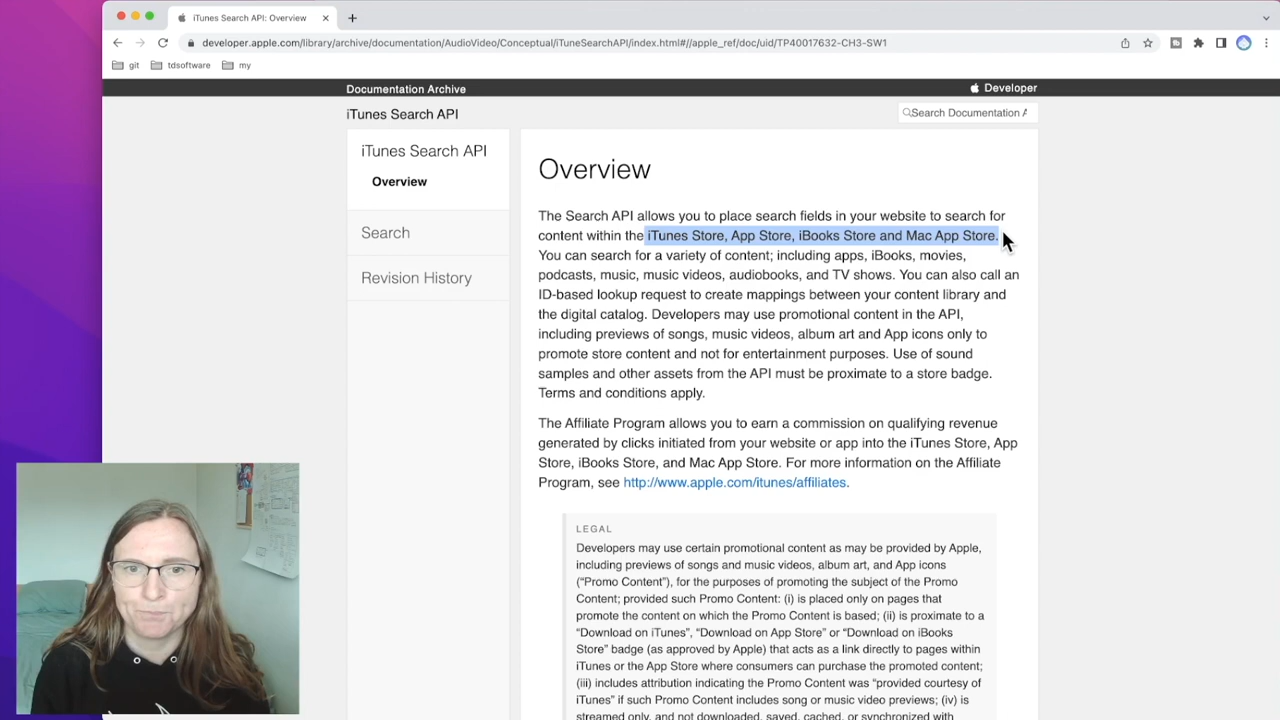 iTunes Search API: Overview
developer.apple.com/library/archive/documentation/AudioVideo/Conceptual/iTuneSearchAPI/index.html#//apple_ref/doc/uid/TP40017632-CH3-SW1
git
tdsoftware
my
Documentation Archive
Developer
iTunes Search API
Search Documentation A
iTunes Search API
Overview
Search
Revision History
Overview
The Search API allows you to place search fields in your website to search for
content within the iTunes Store, App Store, iBooks Store and Mac App Store.
You can search for a variety of content; including apps, iBooks, movies,
podcasts, music, music videos, audiobooks, and TV shows. You can also call an
ID-based lookup request to create mappings between your content library and
the digital catalog. Developers may use promotional content in the API,
including previews of songs, music videos, album art and App icons only to
promote store content and not for entertainment purposes. Use of sound
samples and other assets from the API must be proximate to a store badge.
Terms and conditions apply.
The Affiliate Program allows you to earn a commission on qualifying revenue
generated by clicks initiated from your website or app into the iTunes Store, App
Store, iBooks Store, and Mac App Store. For more information on the Affiliate
Program, see http://www.apple.com/itunes/affiliates.
LEGAL
Developers may use certain promotional content as may be provided by Apple,
including previews of songs and music videos, album art, and App icons
(“Promo Content”), for the purposes of promoting the subject of the Promo
Content; provided such Promo Content: (i) is placed only on pages that
promote the content on which the Promo Content is based; (ii) is proximate to a
“Download on iTunes”, “Download on App Store” or “Download on iBooks
Store” badge (as approved by Apple) that acts as a link directly to pages within
iTunes or the App Store where consumers can purchase the promoted content;
(iii) includes attribution indicating the Promo Content was “provided courtesy of
iTunes” if such Promo Content includes song or music video previews; (iv) is
streamed only, and not downloaded, saved, cached, or synchronized with